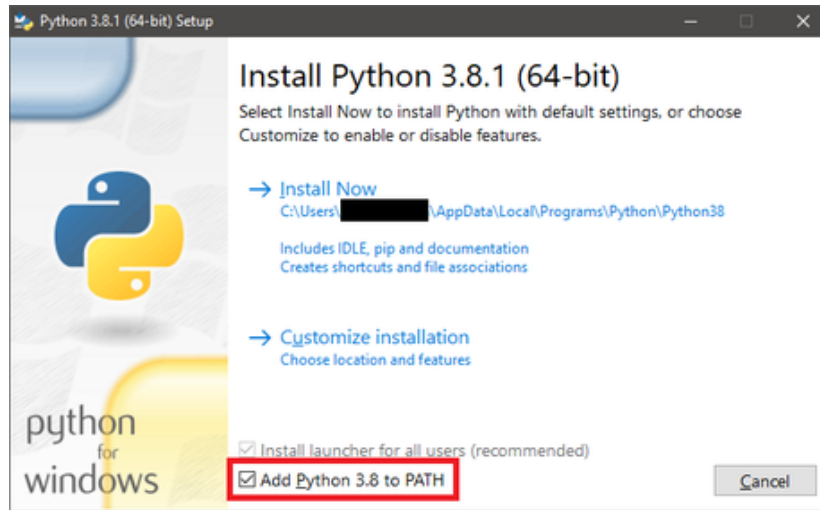 Python 3.8.1 (64-bit) Setup
Install Python 3.8.1 (64-bit)
Select Install Now to install Python with default settings, or choose
Customize to enable or disable features.
Install Now
C:\Users\ \AppData\Local\Programs\Python\Python38
Includes IDLE, pip and documentation
Creates shortcuts and file associations
Customize installation
Choose location and features
python
for
windows
Install launcher for all users (recommended)
Add Python 3.8 to PATH
Cancel